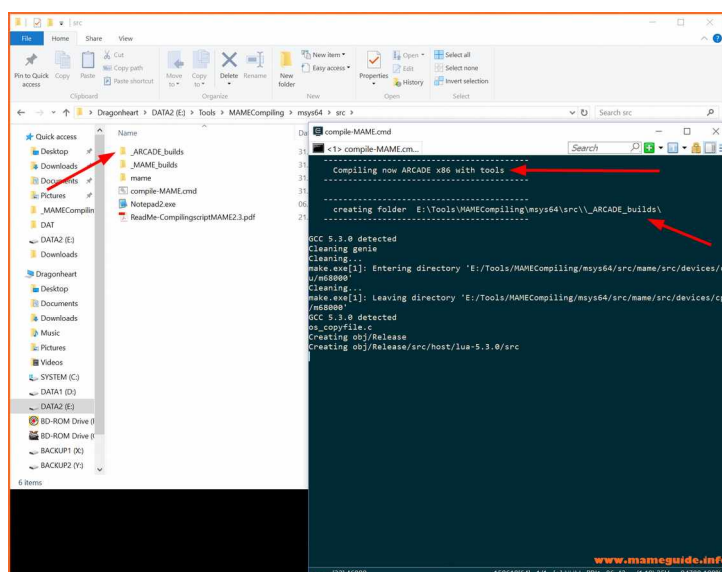 src
File Home Share View
Pin to Quick access
Copy
Paste
Cut
Copy path
Paste shortcut
Clipboard
Move to
Copy to
Delete
Rename
Organize
New folder
New item
Easy access
New
Properties
Open
Edit
History
Open
Select all
Select none
Invert selection
Select
Dragonheart > DATA2 (E:) > Tools > MAMECompiling > msys64 > src >
Search src
Quick access
Desktop
Downloads
Documents
Pictures
_MAMECompilin
DAT
DATA2 (E:)
Downloads
Dragonheart
Desktop
Documents
Downloads
Music
Pictures
Videos
SYSTEM (C:)
DATA1 (D:)
DATA2 (E:)
BD-ROM Drive (
BD-ROM Drive (
BACKUP1 (X:)
BACKUP2 (Y:)
6 items
Name
Da
_ARCADE_builds 31.
_MAME_builds 31.
mame 31.
compile-MAME.cmd 31.
Notepad2.exe 06.
ReadMe-CompilingscriptMAME2.3.pdf 21.
compile-MAME.cmd
<1> compile-MAME.cm...
Search
----------------------------------------
Compiling now ARCADE x86 with tools
----------------------------------------
----------------------------------------
creating folder E:\Tools\MAMECompiling\msys64\src\\_ARCADE_builds\
----------------------------------------
GCC 5.3.0 detected
Cleaning genie
Cleaning...
make.exe[1]: Entering directory 'E:/Tools/MAMECompiling/msys64/src/mame/src/devices/c
u/m68000'
Cleaning...
make.exe[1]: Leaving directory 'E:/Tools/MAMECompiling/msys64/src/mame/src/devices/cp
/m68000'
GCC 5.3.0 detected
os_copyfile.c
Creating obj/Release
Creating obj/Release/src/host/lua-5.3.0/src
www.mameguide.inf